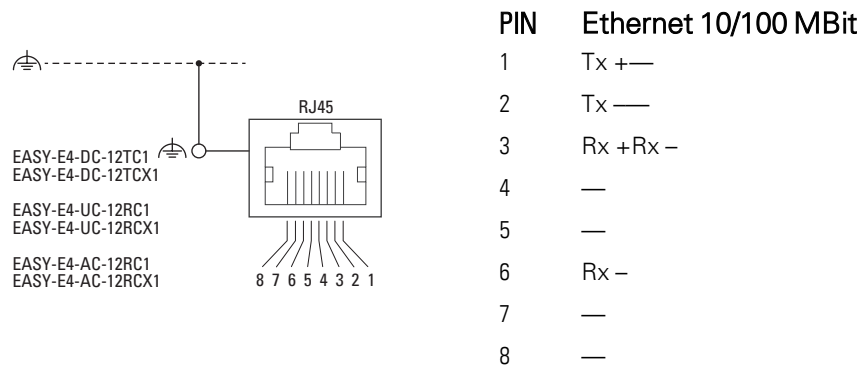 RJ45
EASY-E4-DC-12TC1
EASY-E4-DC-12TCX1
EASY-E4-UC-12RC1
EASY-E4-UC-12RCX1
EASY-E4-AC-12RC1
EASY-E4-AC-12RCX1
8 7 6 5 4 3 2 1
PIN Ethernet 10/100 MBit
1 Tx +—
2 Tx –—
3 Rx +Rx –
4 —
5 —
6 Rx –
7 —
8 —